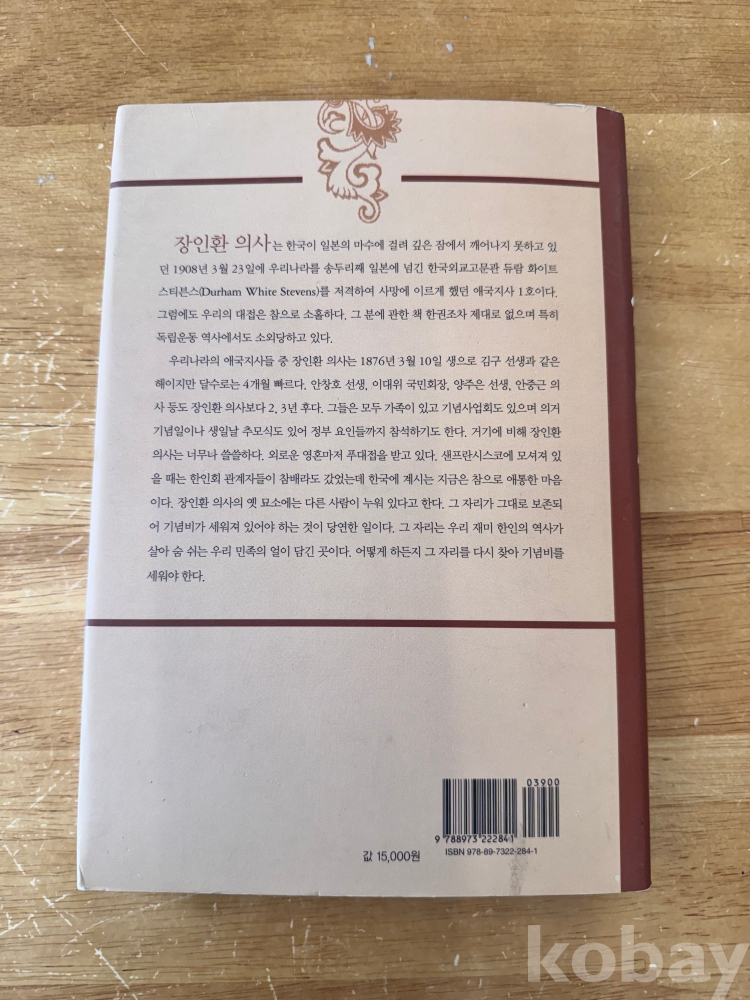 장인환 의사는 한국이 일본의 마수에 걸려 깊은 잠에서 깨어나지 못하고 있
던 1908년 3월 23일에 우리나라를 송두리째 일본에 넘긴 한국외교고문관 듀람 화이트
스티븐스(Durham White Stevens)를 저격하여 사망에 이르게 했던 애국지사 1호이다.
그럼에도 우리의 대접은 참으로 소홀하다. 그 분에 관한 책 한권조차 제대로 없으며 특히
독립운동 역사에서도 소외당하고 있다.
우리나라의 애국지사들 중 장인환 의사는 1876년 3월 10일 생으로 김구 선생과 같은
해이지만 달수로는 4개월 빠르다. 안창호 선생, 이대위 국민회장, 양주은 선생, 안중근 의
사 등도 장인환 의사보다 2, 3년 후다. 그들은 모두 가족이 있고 기념사업회도 있으며 의거
기념일이나 생일날 추모식도 있어 정부 요인들까지 참석하기도 한다. 거기에 비해 장인환
의사는 너무나 쓸쓸하다. 외로운 영혼마저 푸대접을 받고 있다. 샌프란시스코에 모셔져 있
을 때는 한인회 관계자들이 참배라도 갔었는데 한국에 계시는 지금은 참으로 애통한 마음
이다. 장인환 의사의 옛 묘소에는 다른 사람이 누워 있다고 한다. 그 자리가 그대로 보존되
어 기념비가 세워져 있어야 하는 것이 당연한 일이다. 그 자리는 우리 재미 한인의 역사가
살아 숨 쉬는 우리 민족의 얼이 담긴 곳이다. 어떻게 하든지 그 자리를 다시 찾아 기념비를
세워야 한다.
03900
9 788973 222841
값 15,000원
ISBN 978-89-7322-284-1
kobay